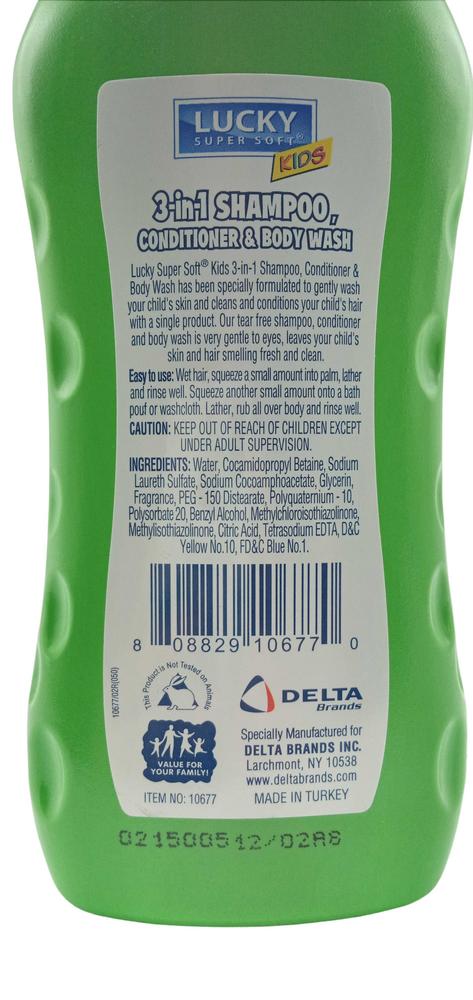 LUCKY
SUPER SOFT®
KIDS
3-in-1 SHAMPOO,
CONDITIONER & BODY WASH
Lucky Super Soft® Kids 3-in-1 Shampoo, Conditioner &
Body Wash has been specially formulated to gently wash
your child's skin and cleans and conditions your child's hair
with a single product. Our tear free shampoo, conditioner
and body wash is very gentle to eyes, leaves your child's
skin and hair smelling fresh and clean.
Easy to use: Wet hair, squeeze a small amount into palm, lather
and rinse well. Squeeze another small amount onto a bath
pouf or washcloth. Lather, rub all over body and rinse well.
CAUTION: KEEP OUT OF REACH OF CHILDREN EXCEPT
UNDER ADULT SUPERVISION.
INGREDIENTS: Water, Cocamidopropyl Betaine, Sodium
Laureth Sulfate, Sodium Cocoamphoacetate, Glycerin,
Fragrance, PEG - 150 Distearate, Polyquaternium - 10,
Polysorbate 20, Benzyl Alcohol, Methylchloroisothiazolinone,
Methylisothiazolinone, Citric Acid, Tetrasodium EDTA, D&C
Yellow No.10, FD&C Blue No.1.
8 08829 10677 0
10677/02R(050)
This Product is Not Tested on Animals
DELTA
Brands
VALUE FOR
YOUR FAMILY!
Specially Manufactured for
DELTA BRANDS INC.
Larchmont, NY 10538
www.deltabrands.com
ITEM NO: 10677
MADE IN TURKEY
021500512/0286